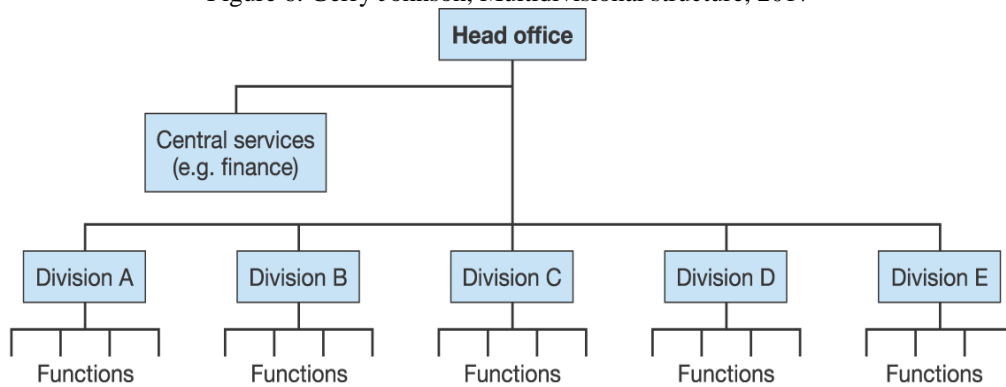 Head office
Central services
(e.g. finance)
Division A
Division B
Division C
Division D
Division E
Functions
Functions
Functions
Functions
Functions